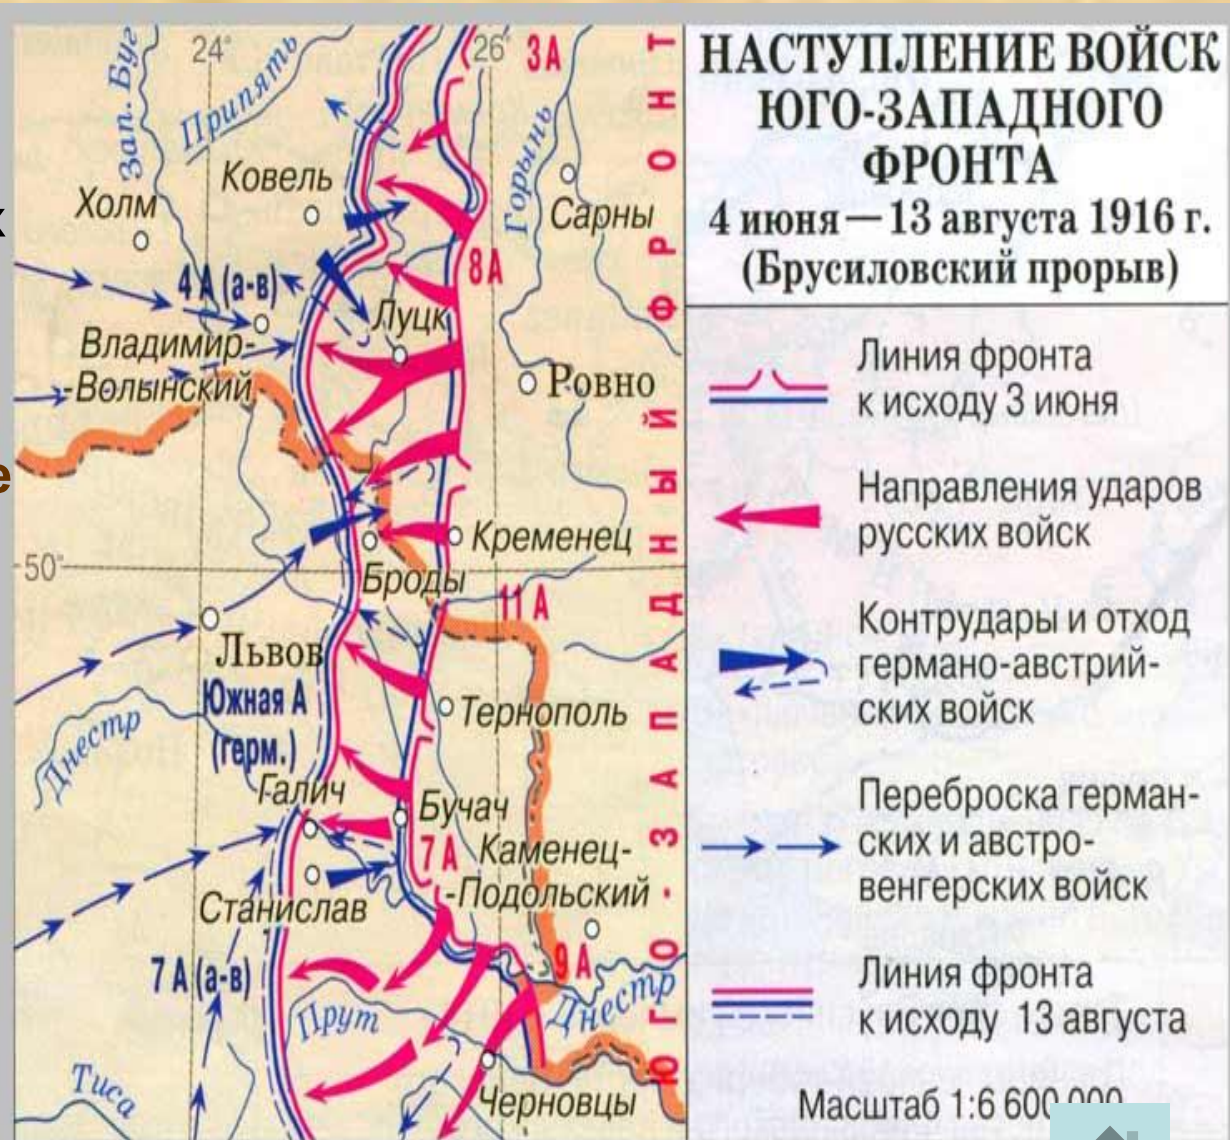 НАСТУПЛЕНИЕ ВОЙСК
ЮГО-ЗАПАДНОГО
ФРОНТА
4 июня — 13 августа 1916 г.
(Брусиловский прорыв)
Линия фронта
к исходу 3 июня
Направления ударов
русских войск
Контрудары и отход
германо-австрий-
ских войск
Переброска герман-
ских и австро-
венгерских войск
Линия фронта
к исходу 13 августа
Масштаб 1:6 600 000
24°
26°
3А
Зап. Буг
Припять
Горынь
Ковель
Холм
Сарны
8А
4 А (а-в)
Луцк
Владимир-
-Волынский
Ровно
Кременец
50°
Броды
11 А
Львов
Южная А
(герм.)
Тернополь
Днестр
Галич
Бучач
7 А
Каменец-
-Подольский
Станислав
7 А (а-в)
9 А
Днестр
Прут
Тиса
Черновцы
ЮГО-ЗАПАДНЫЙ ФРОНТ
к
е